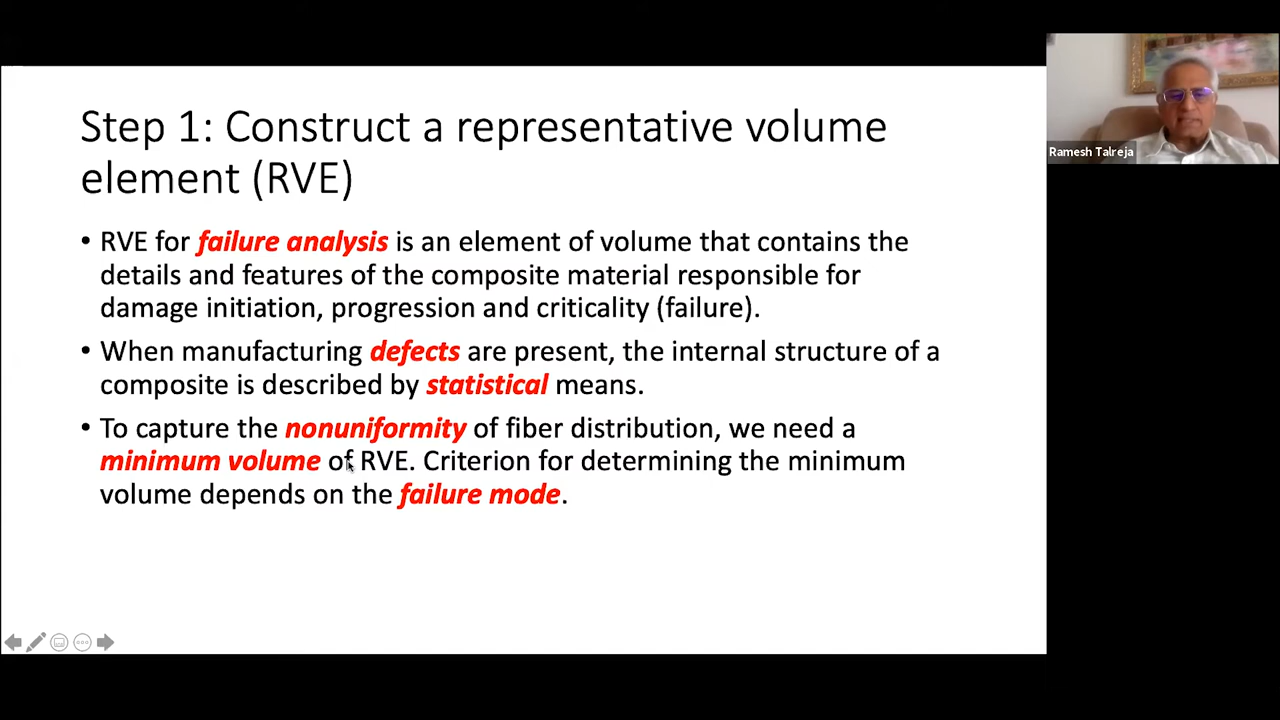 Step 1: Construct a representative volume
element (RVE)
• RVE for failure analysis is an element of volume that contains the
details and features of the composite material responsible for
damage initiation, progression and criticality (failure).
• When manufacturing defects are present, the internal structure of a
composite is described by statistical means.
• To capture the nonuniformity of fiber distribution, we need a
minimum volume of RVE. Criterion for determining the minimum
volume depends on the failure mode.
Ramesh Talreja